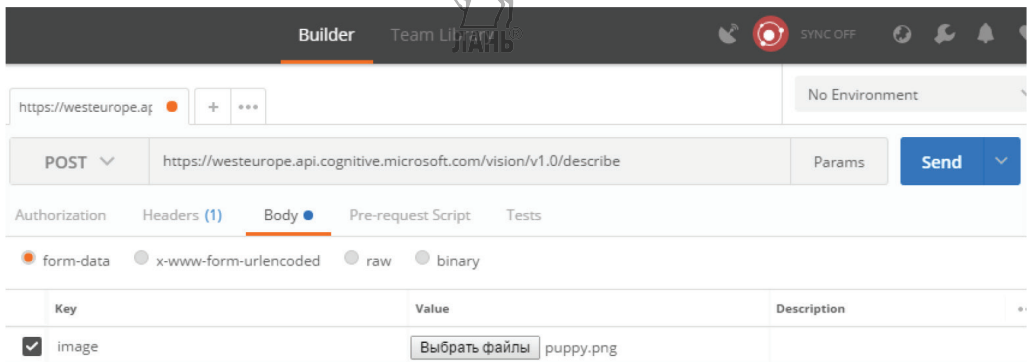 Builder Team Library SYNC OFF
ЛАНЬ
https://westeurope.ap + ••• No Environment
POST https://westeurope.api.cognitive.microsoft.com/vision/v1.0/describe Params Send
Authorization Headers (1) Body Pre-request Script Tests
form-data x-www-form-urlencoded raw binary
Key Value Description
image Выбрать файлы puppy.png